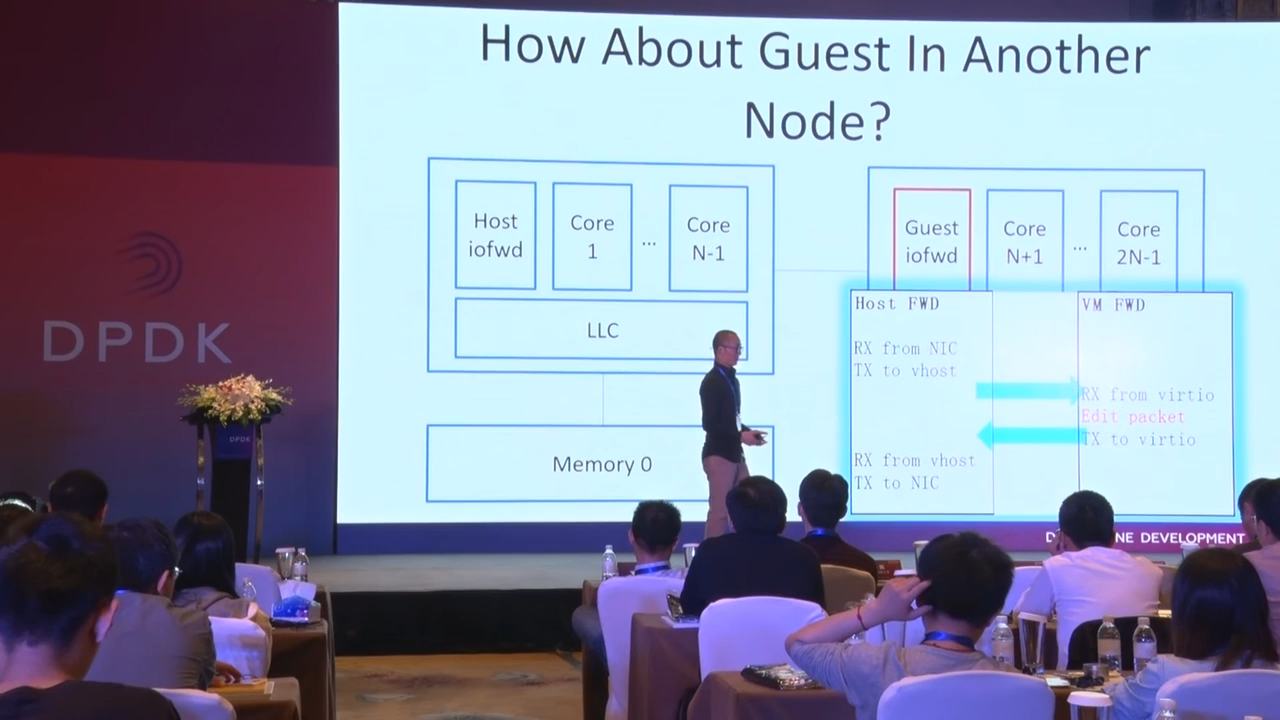 How About Guest In Another
Node?
Host
iofwd
Core
1
...
Core
N-1
LLC
Memory 0
Guest
iofwd
Core
N+1
...
Core
2N-1
Host FWD
RX from NIC
TX to vhost
RX from vhost
TX to NIC
VM FWD
RX from virtio
Edit packet
TX to virtio
DPDK
DPDK
NE DEVELOPMENT